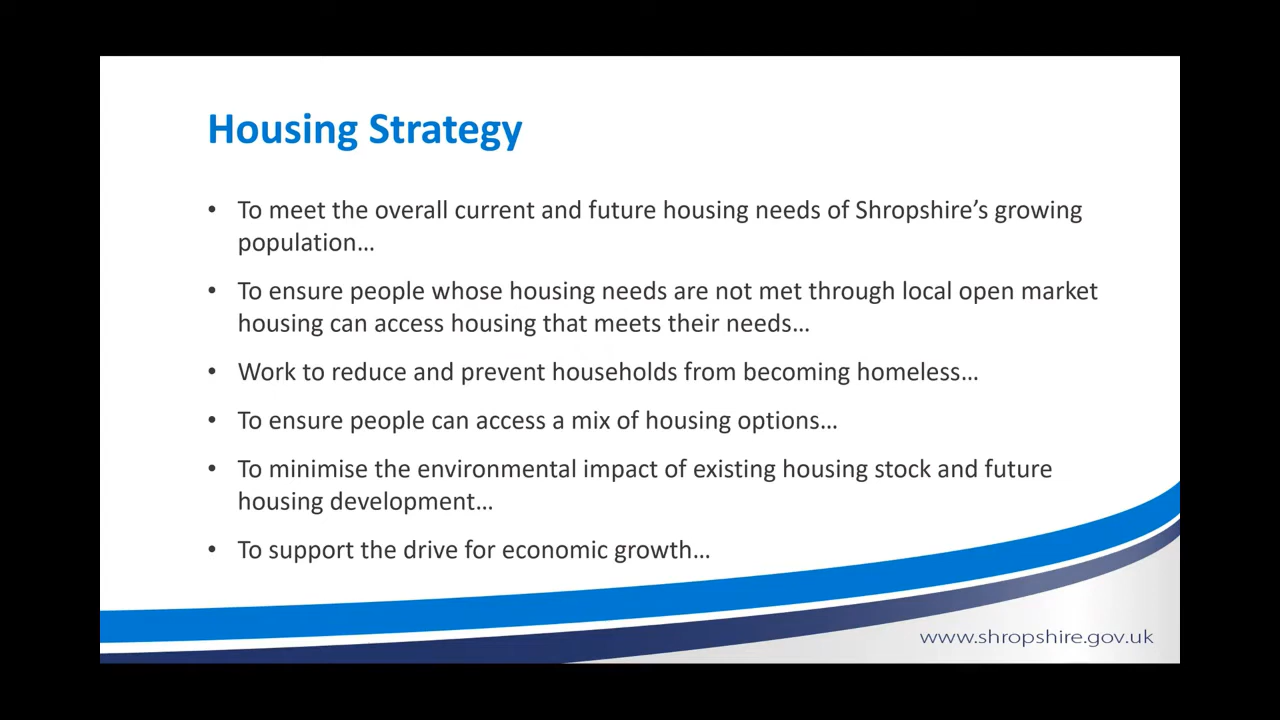 Housing Strategy
• To meet the overall current and future housing needs of Shropshire’s growing
population…
• To ensure people whose housing needs are not met through local open market
housing can access housing that meets their needs…
• Work to reduce and prevent households from becoming homeless…
• To ensure people can access a mix of housing options…
• To minimise the environmental impact of existing housing stock and future
housing development…
• To support the drive for economic growth…
www.shropshire.gov.uk